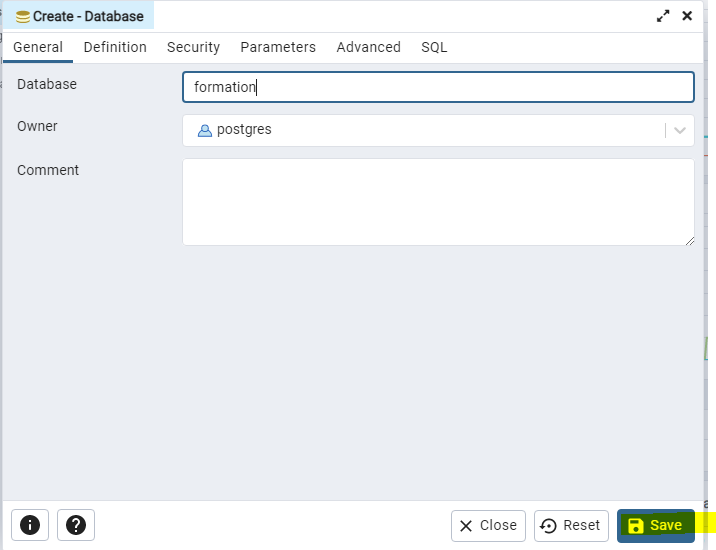 Create - Database
General Definition Security Parameters Advanced SQL
Database formation
Owner postgres
Comment
Close Reset Save